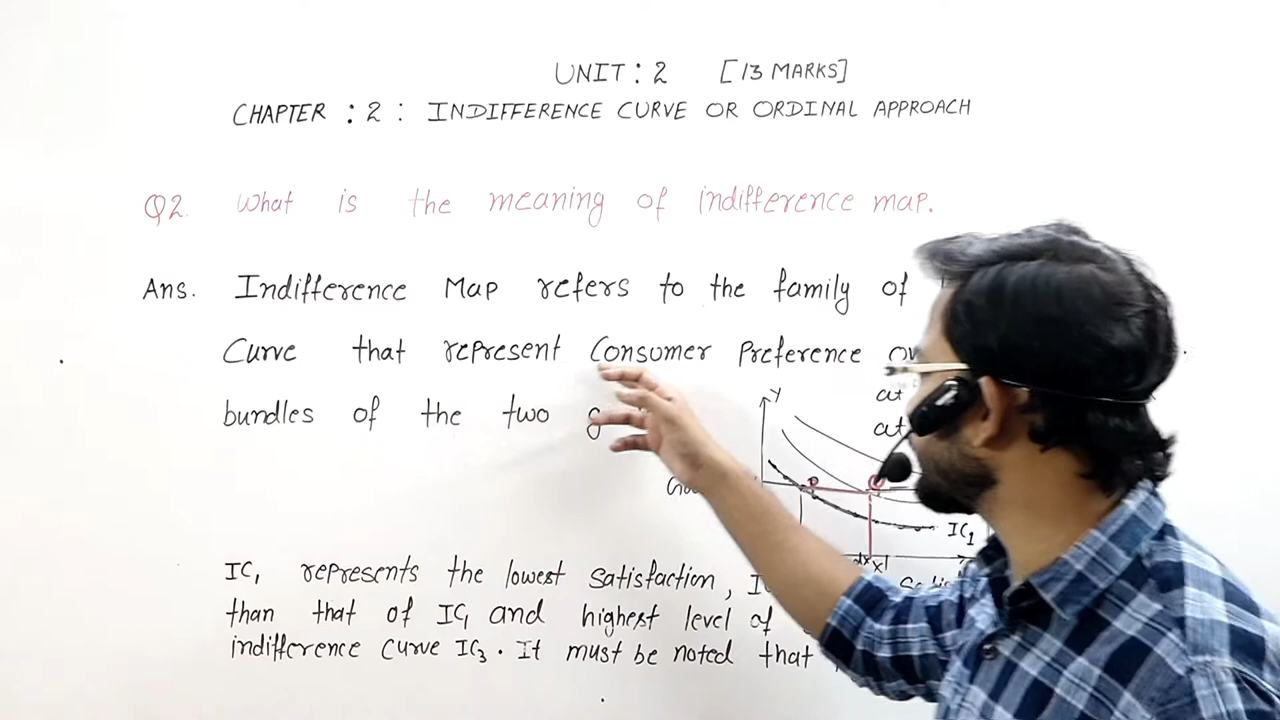 UNIT : 2 [13 MARKS]
CHAPTER : 2 : INDIFFERENCE CURVE OR ORDINAL APPROACH
Q2. What is the meaning of indifference map.
Ans. Indifference Map refers to the family of
Curve that represent Consumer Preference
bundles of the two
Y
at
at
IC1
X
IC1 represents the lowest satisfaction,
than that of IC1 and highest level of
indifference Curve IC3. It must be noted that